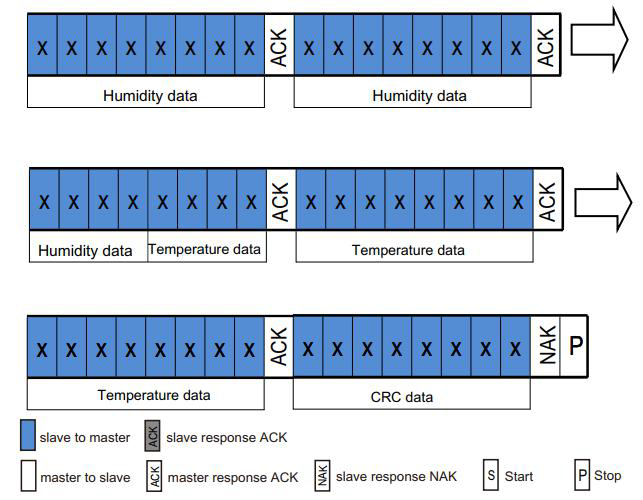 X X X X X X X X ACK X X X X X X X X ACK
Humidity data Humidity data
X X X X X X X X ACK X X X X X X X X ACK
Humidity data Temperature data Temperature data
X X X X X X X X ACK X X X X X X X X NAK P
Temperature data CRC data
slave to master ACK slave response ACK
master to slave ACK master response ACK NAK slave response NAK S Start P Stop